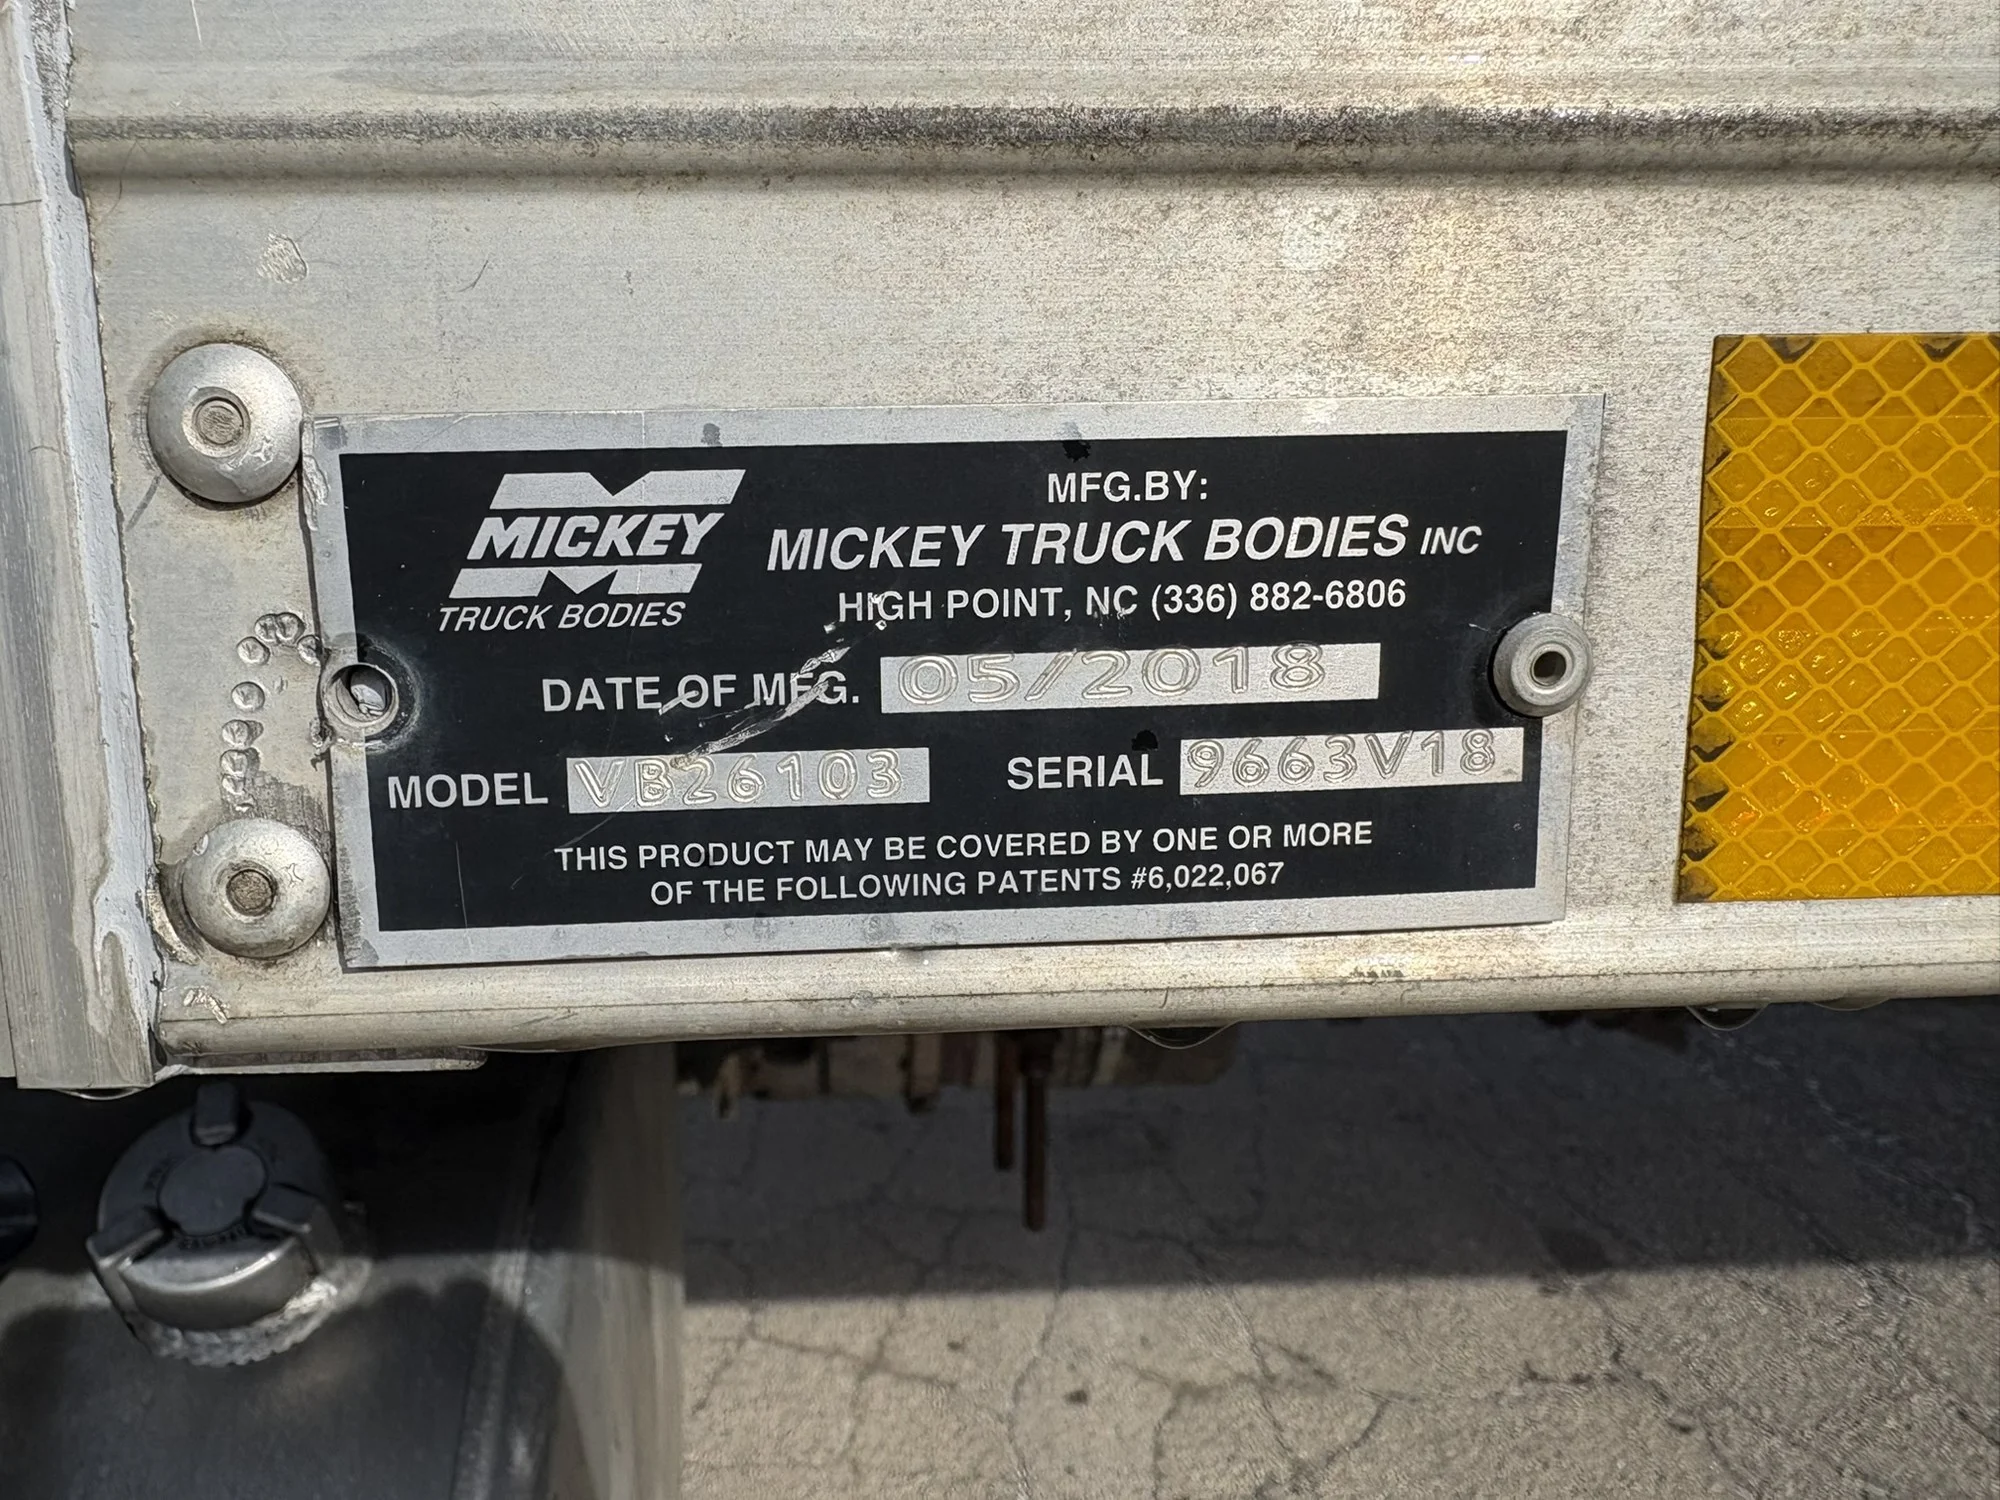 MICKEY
TRUCK BODIES
MFG.BY:
MICKEY TRUCK BODIES INC
HIGH POINT, NC (336) 882-6806
DATE OF MFG. 05/2018
MODEL VB26103 SERIAL 9663V18
THIS PRODUCT MAY BE COVERED BY ONE OR MORE
OF THE FOLLOWING PATENTS #6,022,067